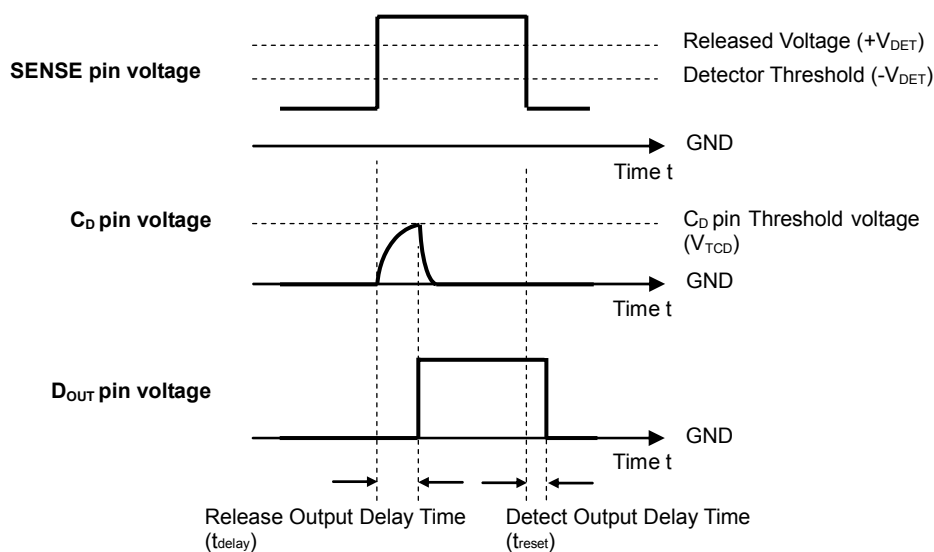 Released Voltage (+VDET)
SENSE pin voltage
Detector Threshold (-VDET)
GND
Time t
CD pin voltage
CD pin Threshold voltage
(VTCD)
GND
Time t
DOUT pin voltage
GND
Time t
Release Output Delay Time
(tdelay)
Detect Output Delay Time
(treset)